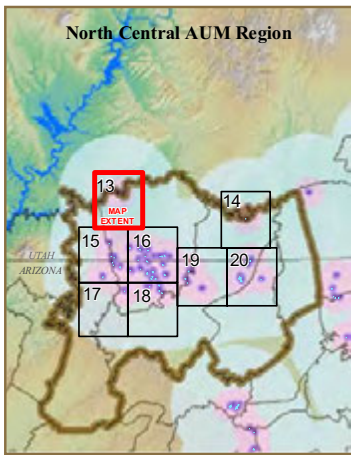 North Central AUM Region
13
MAP
EXTENT
14
15 16
19 20
UTAH
ARIZONA
17 18